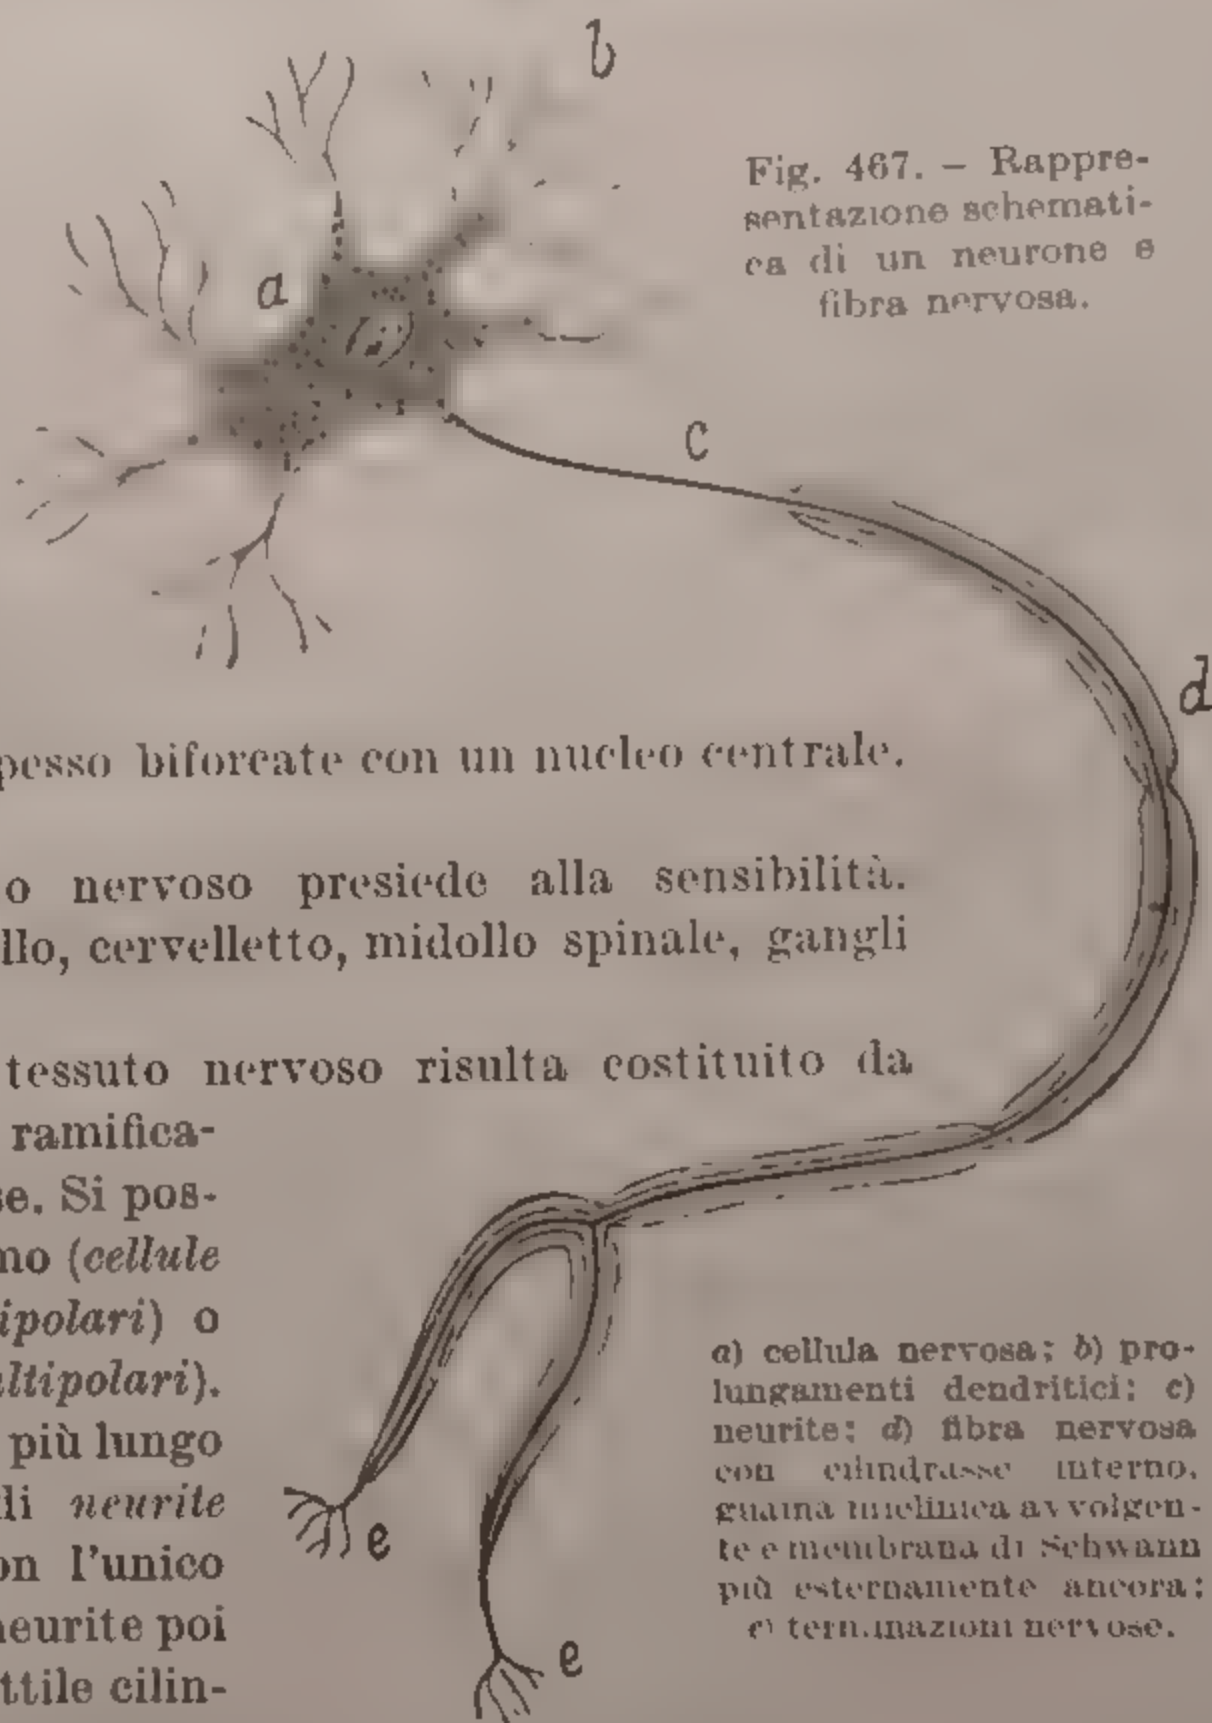 b
Fig. 467. – Rappre-
sentazione schemati-
ca di un neurone e
fibra nervosa.
a
c
d
pesso biforcate con un nucleo centrale.
o nervoso presiede alla sensibilità.
llo, cervelletto, midollo spinale, gangli
tessuto nervoso risulta costituito da
ramifica-
se. Si pos-
mo (cellule
ipolari) o
ltipolari).
più lungo
di neurite
on l'unico
neurite poi
ttile cilin-
a) cellula nervosa; b) pro-
lungamenti dendritici; c)
neurite; d) fibra nervosa
con cilindrasse interno,
guaina mielinica avvolgen-
te e membrana di Schwann
più esternamente ancora;
e) terminazioni nervose.
e
e